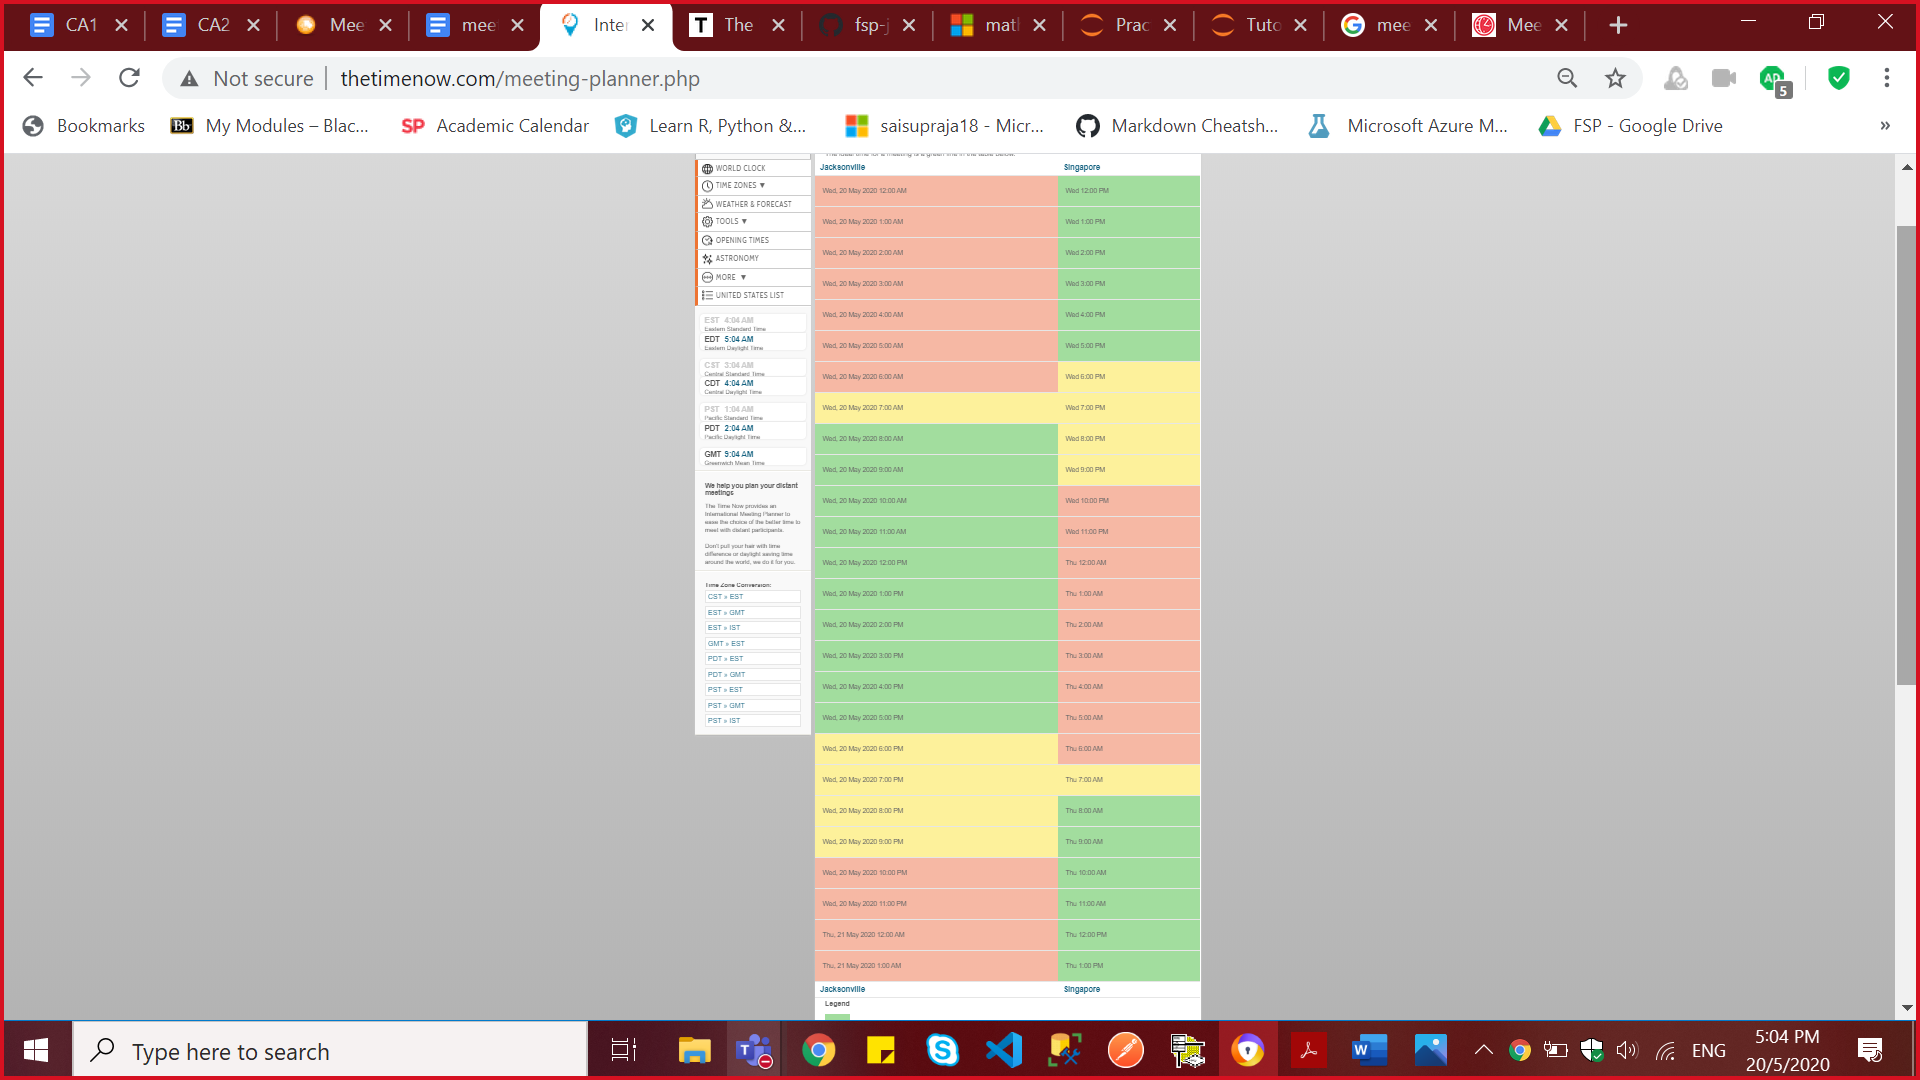 CA1
CA2
Mee
mee
Inter
The
fsp-j
matl
Prac
Tuto
mee
Mee
Not secure
thetimenow.com/meeting-planner.php
5
Bookmarks
My Modules – Blac...
Academic Calendar
Learn R, Python &...
saisupraja18 - Micr...
Markdown Cheatsh...
Microsoft Azure M...
FSP - Google Drive
»
WORLD CLOCK
TIME ZONES ▼
WEATHER & FORECAST
TOOLS ▼
OPENING TIMES
ASTRONOMY
MORE ▼
UNITED STATES LIST
EST 4:04 AM
Eastern Standard Time
EDT 5:04 AM
Eastern Daylight Time
CST 3:04 AM
Central Standard Time
CDT 4:04 AM
Central Daylight Time
PST 1:04 AM
Pacific Standard Time
PDT 2:04 AM
Pacific Daylight Time
GMT 9:04 AM
Greenwich Mean Time
We help you plan your distant
meetings
The Time Now provides an
International Meeting Planner to
ease the choice of the better time to
meet with distant participants.
Don't pull your hair with time
difference or daylight saving time
around the world, we do it for you.
Time Zone Conversion:
CST » EST
EST » GMT
EST » IST
GMT » EST
PDT » EST
PDT » GMT
PST » EST
PST » GMT
PST » IST
Jacksonville Singapore
Wed, 20 May 2020 12:00 AM Wed 12:00 PM
Wed, 20 May 2020 1:00 AM Wed 1:00 PM
Wed, 20 May 2020 2:00 AM Wed 2:00 PM
Wed, 20 May 2020 3:00 AM Wed 3:00 PM
Wed, 20 May 2020 4:00 AM Wed 4:00 PM
Wed, 20 May 2020 5:00 AM Wed 5:00 PM
Wed, 20 May 2020 6:00 AM Wed 6:00 PM
Wed, 20 May 2020 7:00 AM Wed 7:00 PM
Wed, 20 May 2020 8:00 AM Wed 8:00 PM
Wed, 20 May 2020 9:00 AM Wed 9:00 PM
Wed, 20 May 2020 10:00 AM Wed 10:00 PM
Wed, 20 May 2020 11:00 AM Wed 11:00 PM
Wed, 20 May 2020 12:00 PM Thu 12:00 AM
Wed, 20 May 2020 1:00 PM Thu 1:00 AM
Wed, 20 May 2020 2:00 PM Thu 2:00 AM
Wed, 20 May 2020 3:00 PM Thu 3:00 AM
Wed, 20 May 2020 4:00 PM Thu 4:00 AM
Wed, 20 May 2020 5:00 PM Thu 5:00 AM
Wed, 20 May 2020 6:00 PM Thu 6:00 AM
Wed, 20 May 2020 7:00 PM Thu 7:00 AM
Wed, 20 May 2020 8:00 PM Thu 8:00 AM
Wed, 20 May 2020 9:00 PM Thu 9:00 AM
Wed, 20 May 2020 10:00 PM Thu 10:00 AM
Wed, 20 May 2020 11:00 PM Thu 11:00 AM
Thu, 21 May 2020 12:00 AM Thu 12:00 PM
Thu, 21 May 2020 1:00 AM Thu 1:00 PM
Jacksonville Singapore
Legend
Type here to search
ENG
5:04 PM
20/5/2020